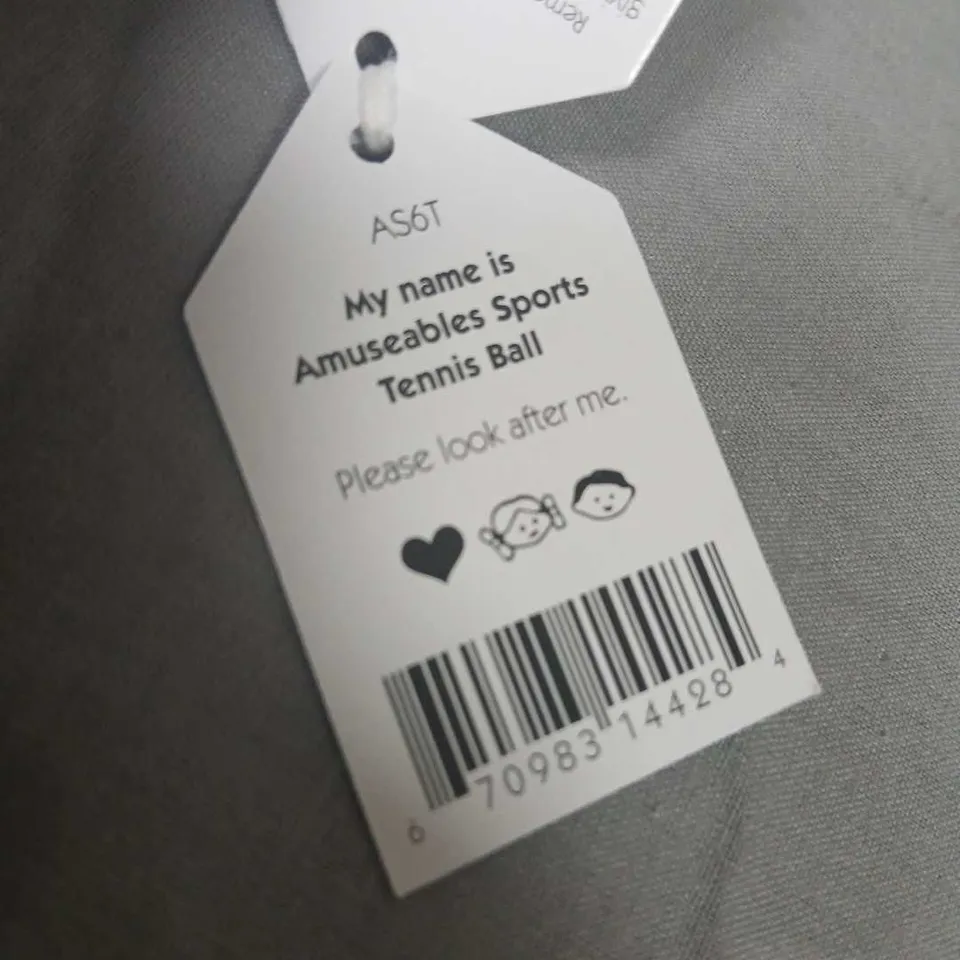 AS6T
My name is
Amuseables Sports
Tennis Ball
Please look after me.
6 70983 14428 4